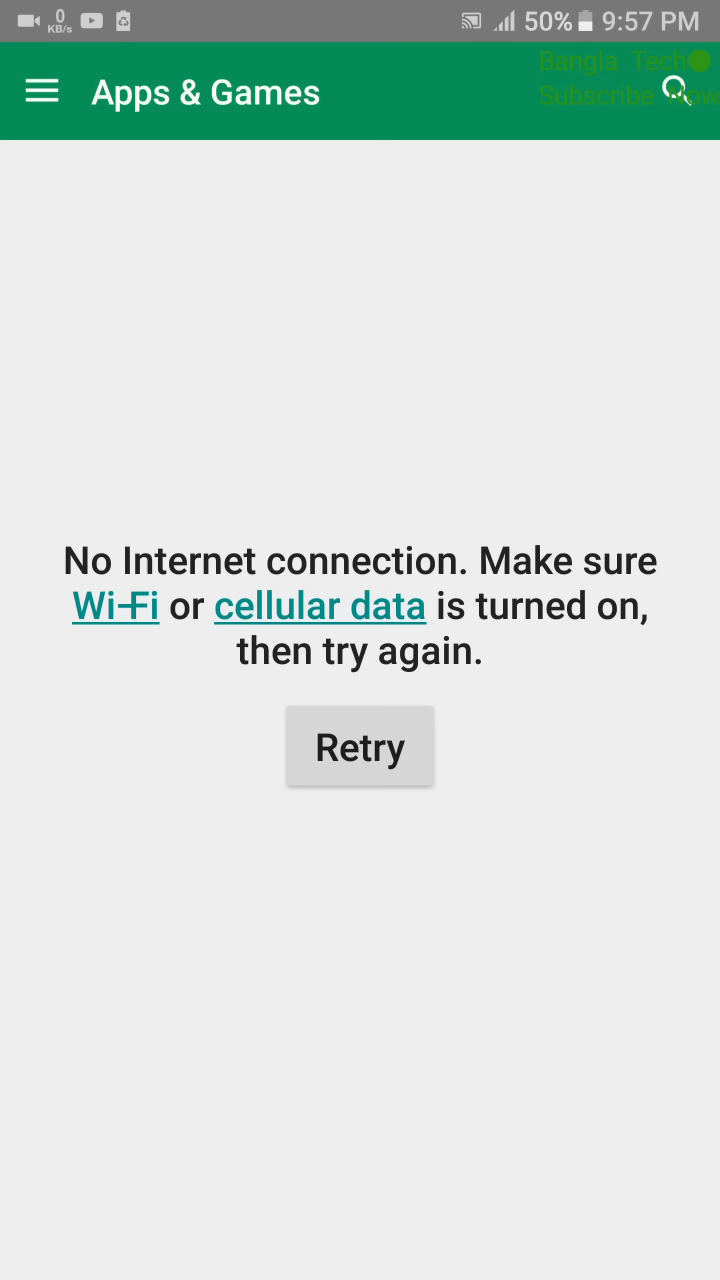 0
KB/s
50%
9:57 PM
Apps & Games
Bangla Tech
Subscribe Now
No Internet connection. Make sure
Wi-Fi or cellular data is turned on,
then try again.
Retry